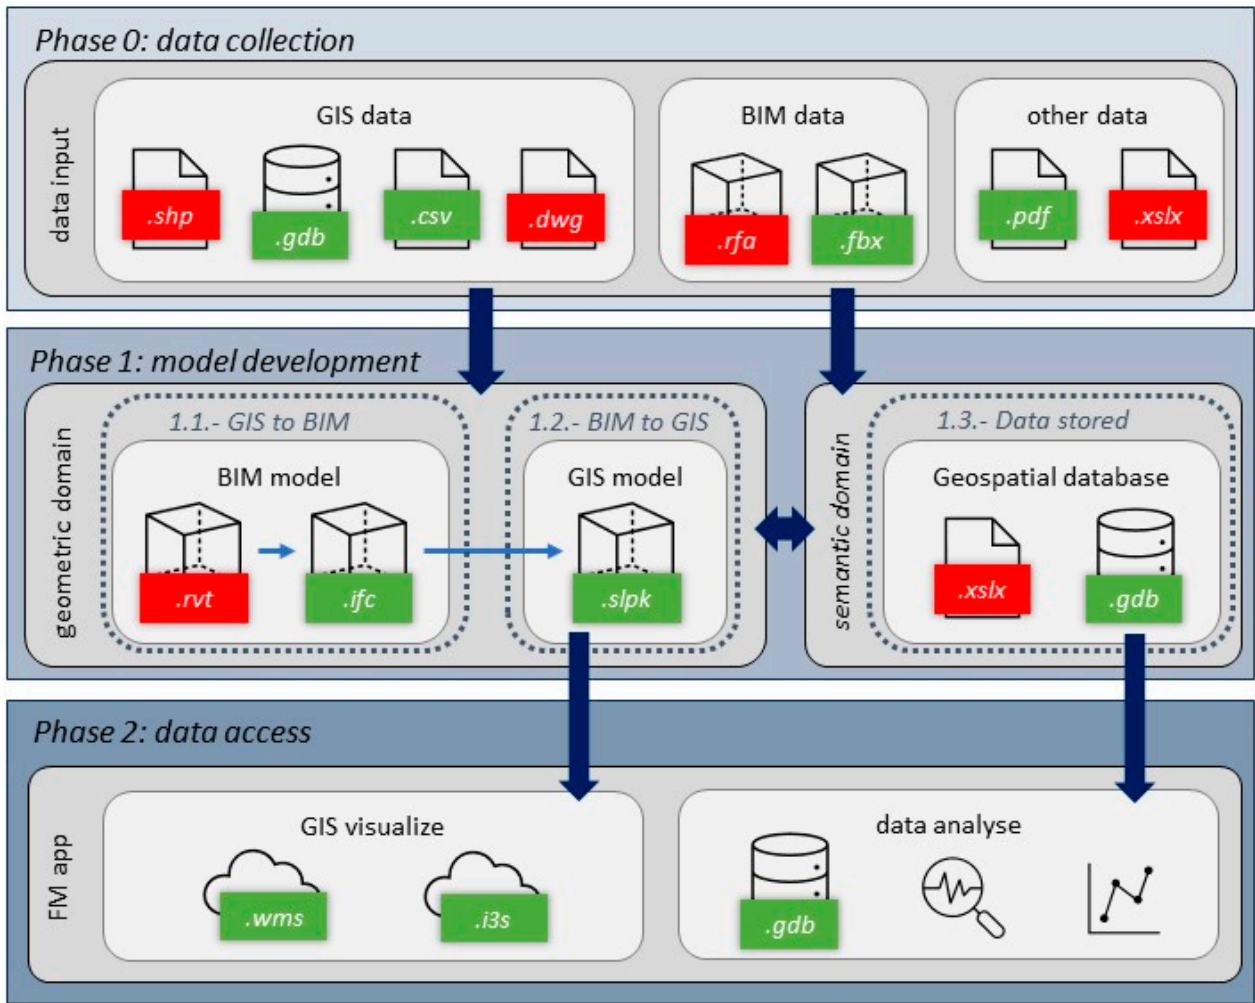 Phase 0: data collection
data input
GIS data
.shp
.gdb
.csv
.dwg
BIM data
.rfa
.fbx
other data
.pdf
.xslx
Phase 1: model development
geometric domain
1.1.- GIS to BIM
BIM model
.rvt
.ifc
1.2.- BIM to GIS
GIS model
.slpk
semantic domain
1.3.- Data stored
Geospatial database
.xslx
.gdb
Phase 2: data access
FM app
GIS visualize
.wms
.i3s
data analyse
.gdb